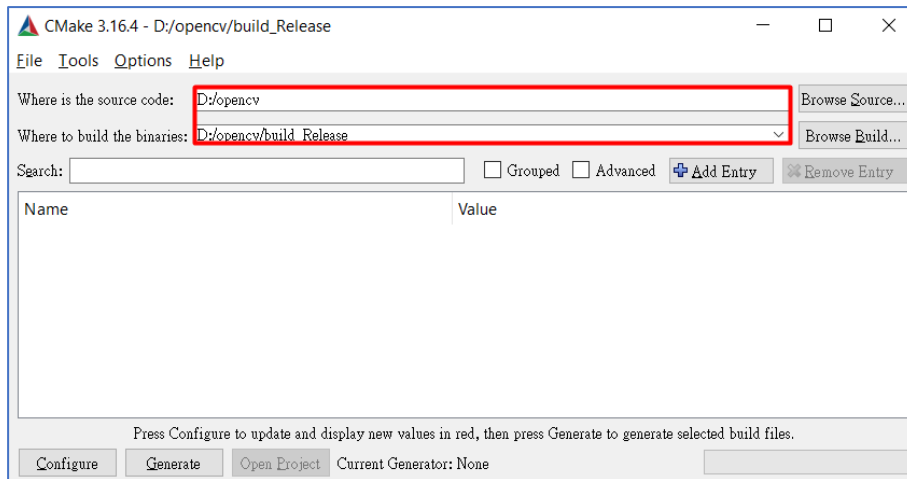 CMake 3.16.4 - D:/opencv/build_Release
File Tools Options Help
Where is the source code: D:/opencv Browse Source...
Where to build the binaries: D:/opencv/build_Release Browse Build...
Search: Grouped Advanced Add Entry Remove Entry
Name Value
Press Configure to update and display new values in red, then press Generate to generate selected build files.
Configure Generate Open Project Current Generator: None